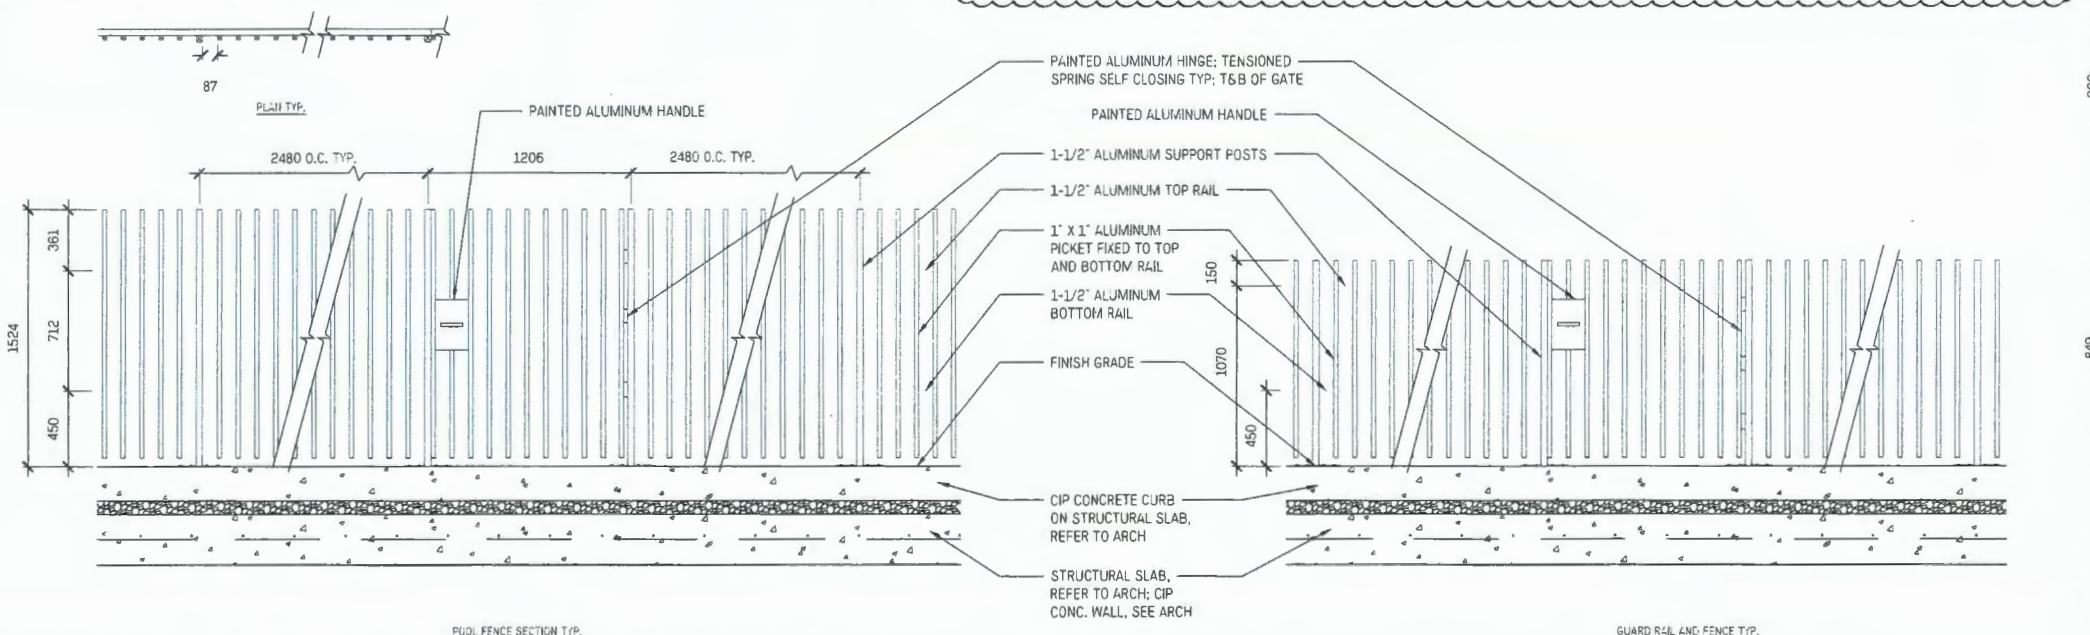 87
PLAN TYP.
PAINTED ALUMINUM HANDLE
2480 O.C. TYP.
1206
2480 O.C. TYP.
1524
361
712
450
PAINTED ALUMINUM HINGE; TENSIONED
SPRING SELF CLOSING TYP; T&B OF GATE
PAINTED ALUMINUM HANDLE
1-1/2" ALUMINUM SUPPORT POSTS
1-1/2" ALUMINUM TOP RAIL
1" X 1" ALUMINUM
PICKET FIXED TO TOP
AND BOTTOM RAIL
1-1/2" ALUMINUM
BOTTOM RAIL
FINISH GRADE
CIP CONCRETE CURB
ON STRUCTURAL SLAB,
REFER TO ARCH
STRUCTURAL SLAB,
REFER TO ARCH; CIP
CONC. WALL, SEE ARCH
150
1070
450
POOL FENCE SECTION TYP.
GUARD RAIL AND FENCE TYP.